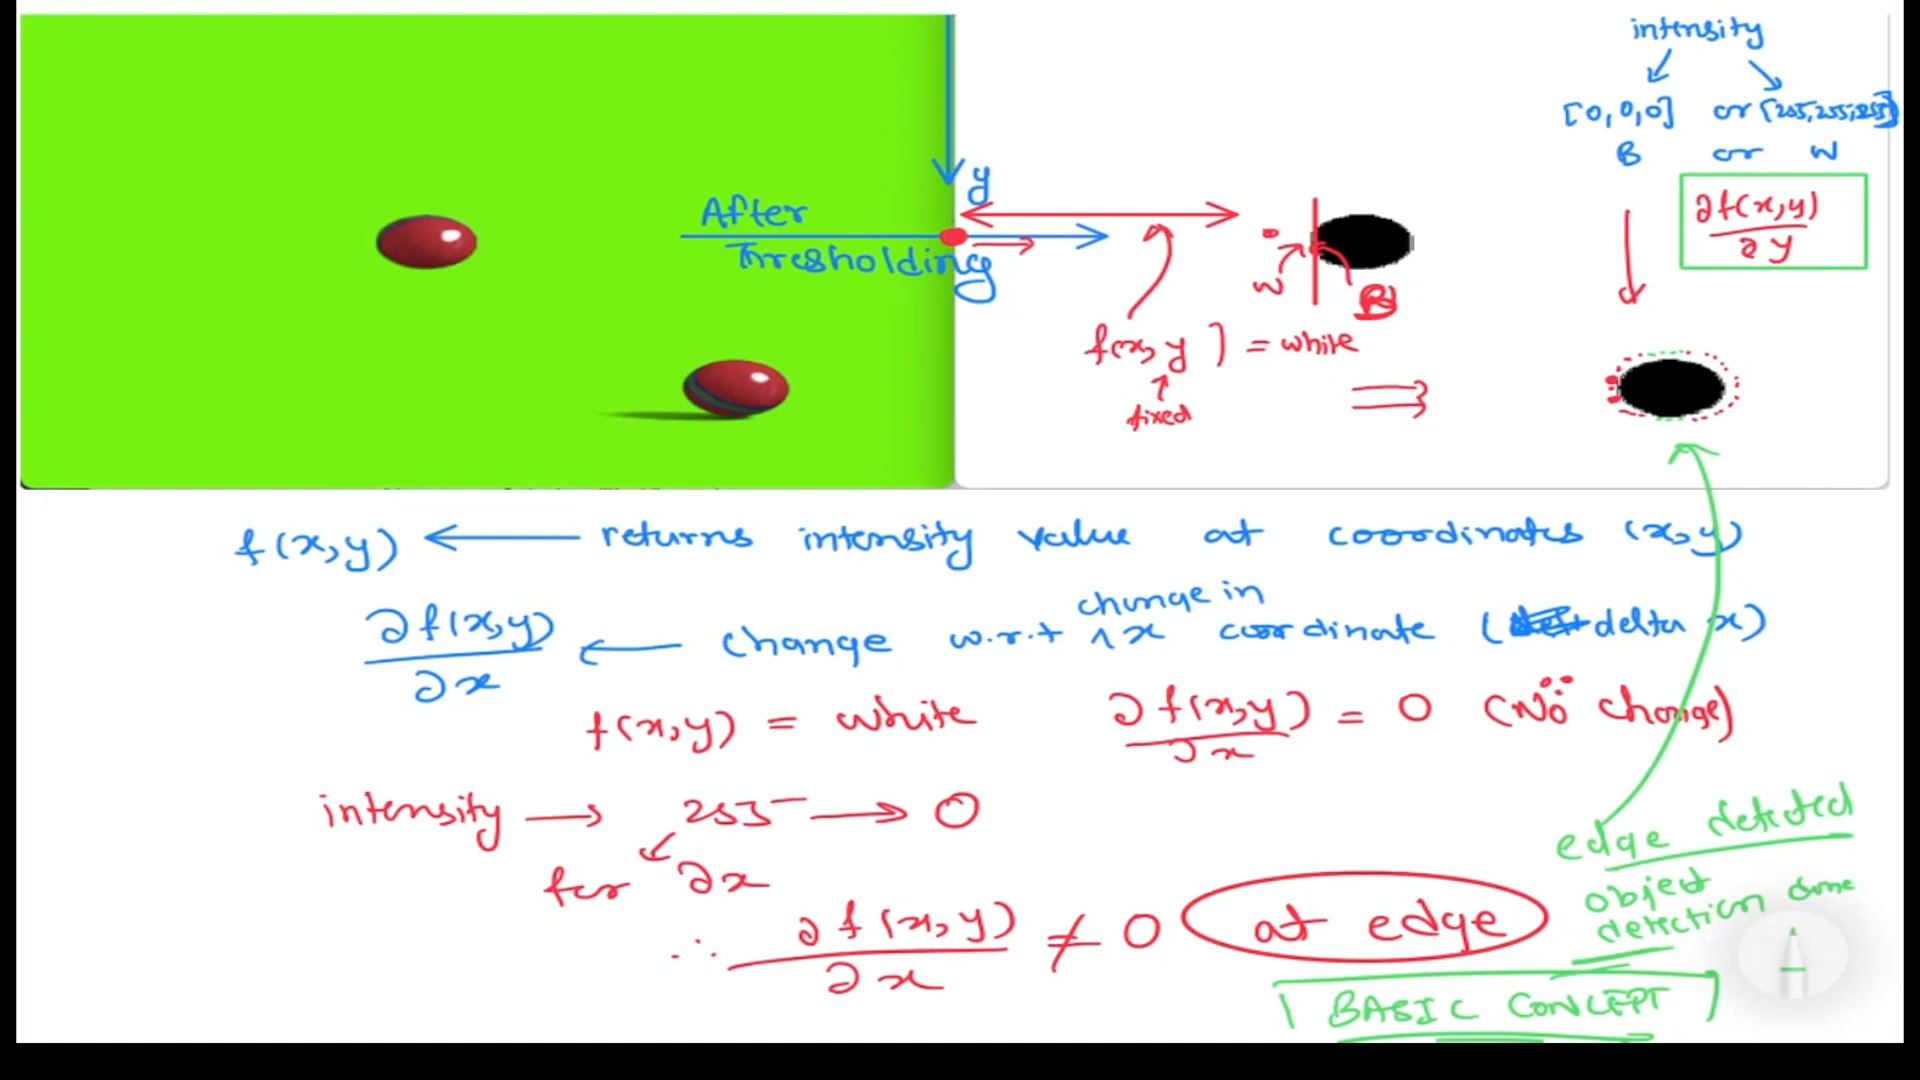 intensity
[0,0,0] or [255,255,255]
B or W
∂f(x,y)
∂y
y
After
Thresholding
W
B
f(x, y) = white
fixed
f(x,y) ← returns intensity value at coordinates (x,y)
change in
∂f(x,y) ← change w.r.t ∧ x coordinate (delta x)
∂x
f(x,y) = white ∂f(x,y) = 0 (No change)
∂x
intensity → 255 → 0
for ∂x
∴ ∂f(x,y) ≠ 0 at edge
∂x
edge detected
object
detection done
BASIC CONCEPT